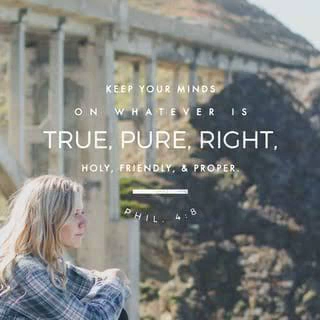 KEEP YOUR MINDS
ON WHATEVER IS
TRUE, PURE, RIGHT,
HOLY, FRIENDLY, & PROPER.
PHIL. 4:8